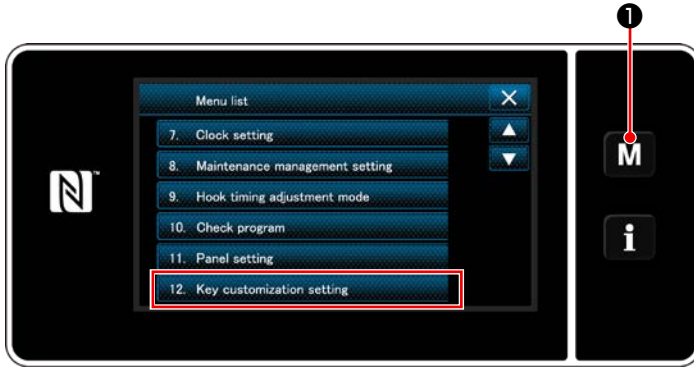 ❶
Menu list
7. Clock setting
8. Maintenance management setting
9. Hook timing adjustment mode
M
10. Check program
11. Panel setting
12. Key customization setting
i